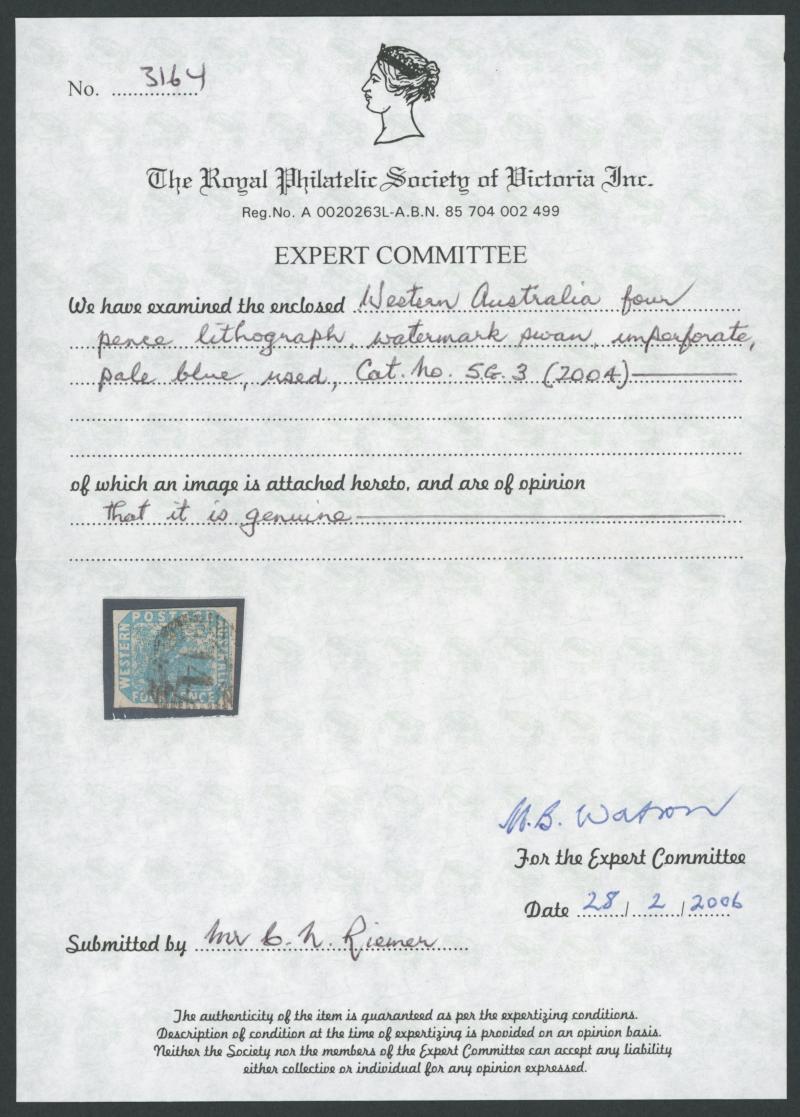 No. 3164
The Royal Philatelic Society of Victoria Inc.
Reg.No. A 0020263L-A.B.N. 85 704 002 499
EXPERT COMMITTEE
We have examined the enclosed Western Australia four
pence lithograph, watermark swan, imperforate,
pale blue, used, Cat. No. S.G. 3 (2004)
of which an image is attached hereto, and are of opinion
that it is genuine
POSTAGE
WESTERN
AUSTRALIA
FOUR PENCE
M.B. Watson
For the Expert Committee
Date 28/2/2006
Submitted by Mr C. N. Riemer
The authenticity of the item is guaranteed as per the expertizing conditions.
Description of condition at the time of expertizing is provided on an opinion basis.
Neither the Society nor the members of the Expert Committee can accept any liability
either collective or individual for any opinion expressed.